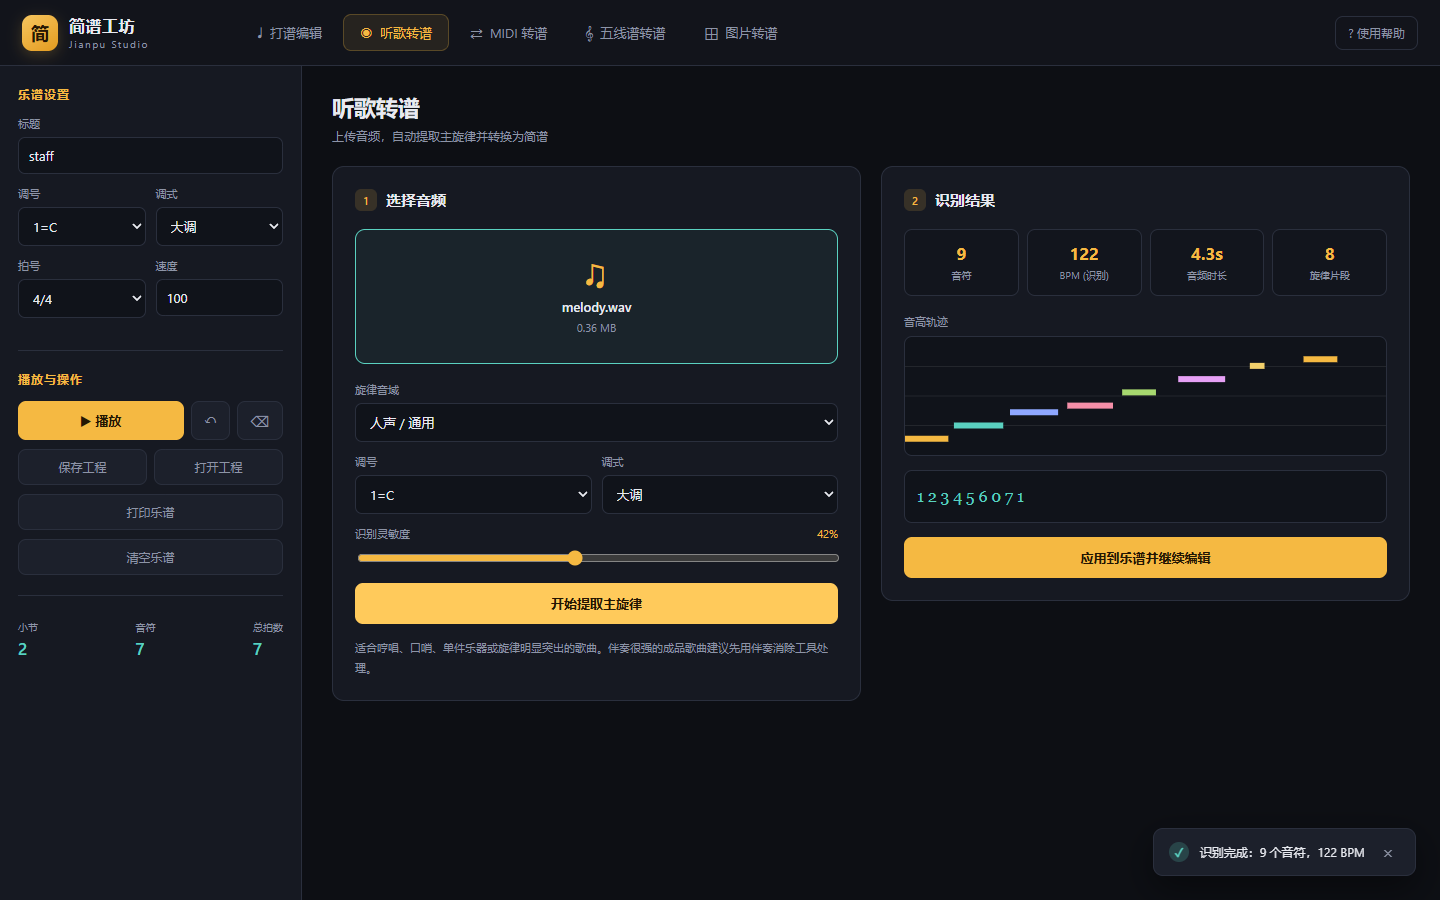 简 简谱工坊
Jianpu Studio
♩ 打谱编辑
◉ 听歌转谱
⇄ MIDI 转谱
𝄞 五线谱转谱
田 图片转谱
? 使用帮助
乐谱设置
标题
staff
调号 调式
1=C 大调
拍号 速度
4/4 100
播放与操作
▶ 播放 ↶ ⌫
保存工程 打开工程
打印乐谱
清空乐谱
小节 音符 总拍数
2 7 7
听歌转谱
上传音频，自动提取主旋律并转换为简谱
1 选择音频
♫
melody.wav
0.36 MB
旋律音域
人声 / 通用
调号 调式
1=C 大调
识别灵敏度 42%
开始提取主旋律
适合哼唱、口哨、单件乐器或旋律明显突出的歌曲。伴奏很强的成品歌曲建议先用伴奏消除工具处
理。
2 识别结果
9 122 4.3s 8
音符 BPM (识别) 音频时长 旋律片段
音高轨迹
1 2 3 4 5 6 0 7 1
应用到乐谱并继续编辑
✓ 识别完成：9 个音符，122 BPM ×